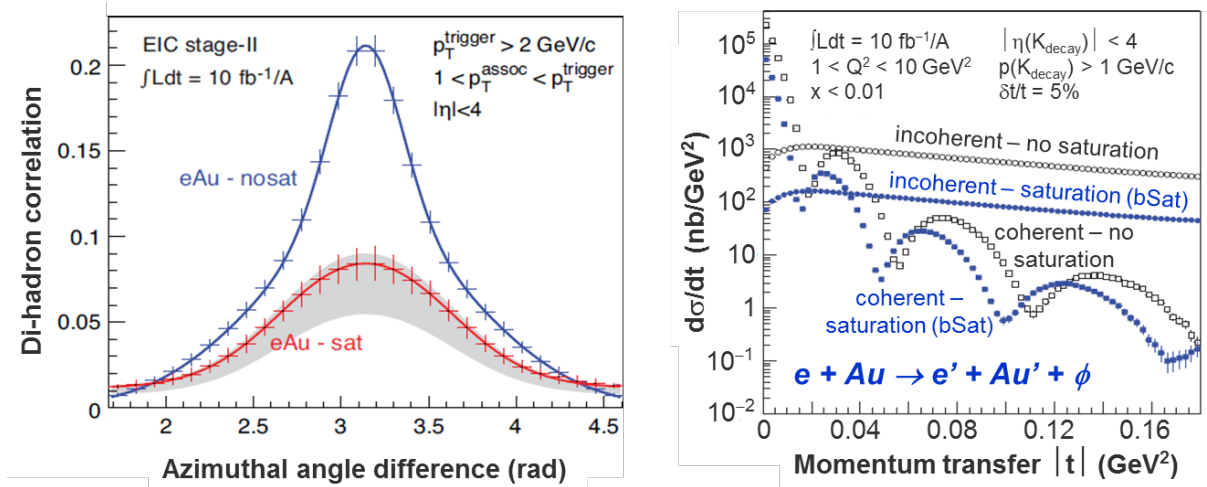 EIC stage-II
∫Ldt = 10 fb⁻¹/A
p_T^trigger > 2 GeV/c
1 < p_T^assoc < p_T^trigger
|η|<4
eAu - nosat
eAu - sat
0.2
0.15
0.1
0.05
0
2 2.5 3 3.5 4 4.5
Di-hadron correlation
Azimuthal angle difference (rad)
∫Ldt = 10 fb⁻¹/A
1 < Q² < 10 GeV²
x < 0.01
|η(K_decay)| < 4
p(K_decay) > 1 GeV/c
δt/t = 5%
incoherent – no saturation
incoherent – saturation (bSat)
coherent – no
saturation
coherent –
saturation (bSat)
e + Au → e' + Au' + ϕ
10⁵
10⁴
10³
10²
10
1
10⁻¹
10⁻²
0 0.04 0.08 0.12 0.16
dσ/dt (nb/GeV²)
Momentum transfer |t| (GeV²)